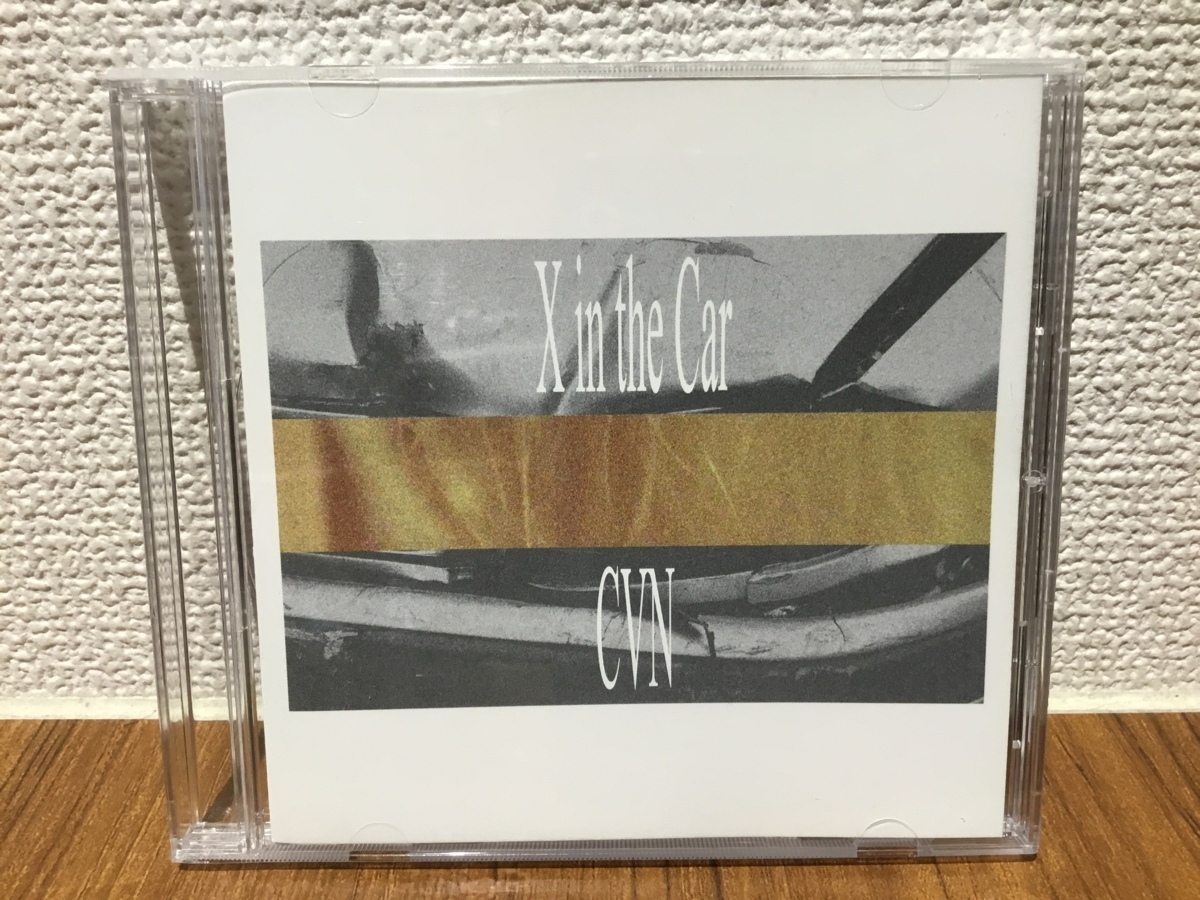 X in the Car
CVN